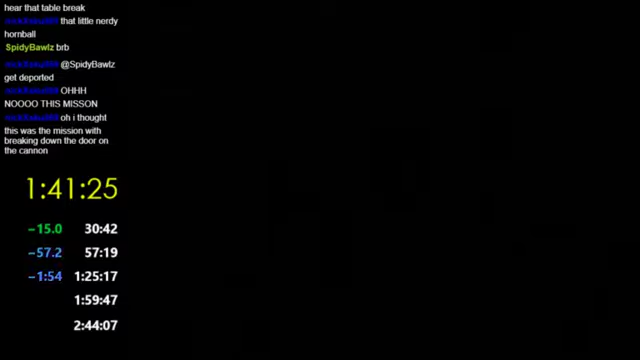 hear that table break
that little nerdy
hornball
SpidyBawlz brb
@SpidyBawlz
get deported
OHHH
NOOOO THIS MISSON
oh i thought
this was the mission with
breaking down the door on
the cannon
1:41:25
-15.0 30:42
-57.2 57:19
-1:54 1:25:17
1:59:47
2:44:07